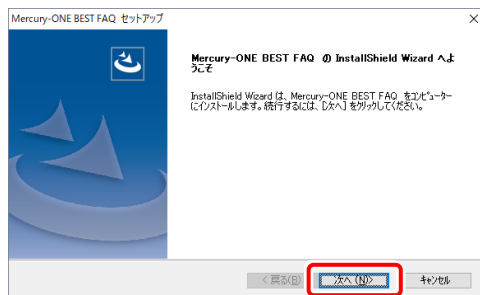 Mercury-ONE BEST FAQ セットアップ
Mercury-ONE BEST FAQ の InstallShield Wizard へよ
うこそ
InstallShield Wizard は、Mercury-ONE BEST FAQ をコンピューター
にインストールします。続行するには、[次へ] をクリックしてください。
< 戻る(B)
次へ (N)>
キャンセル